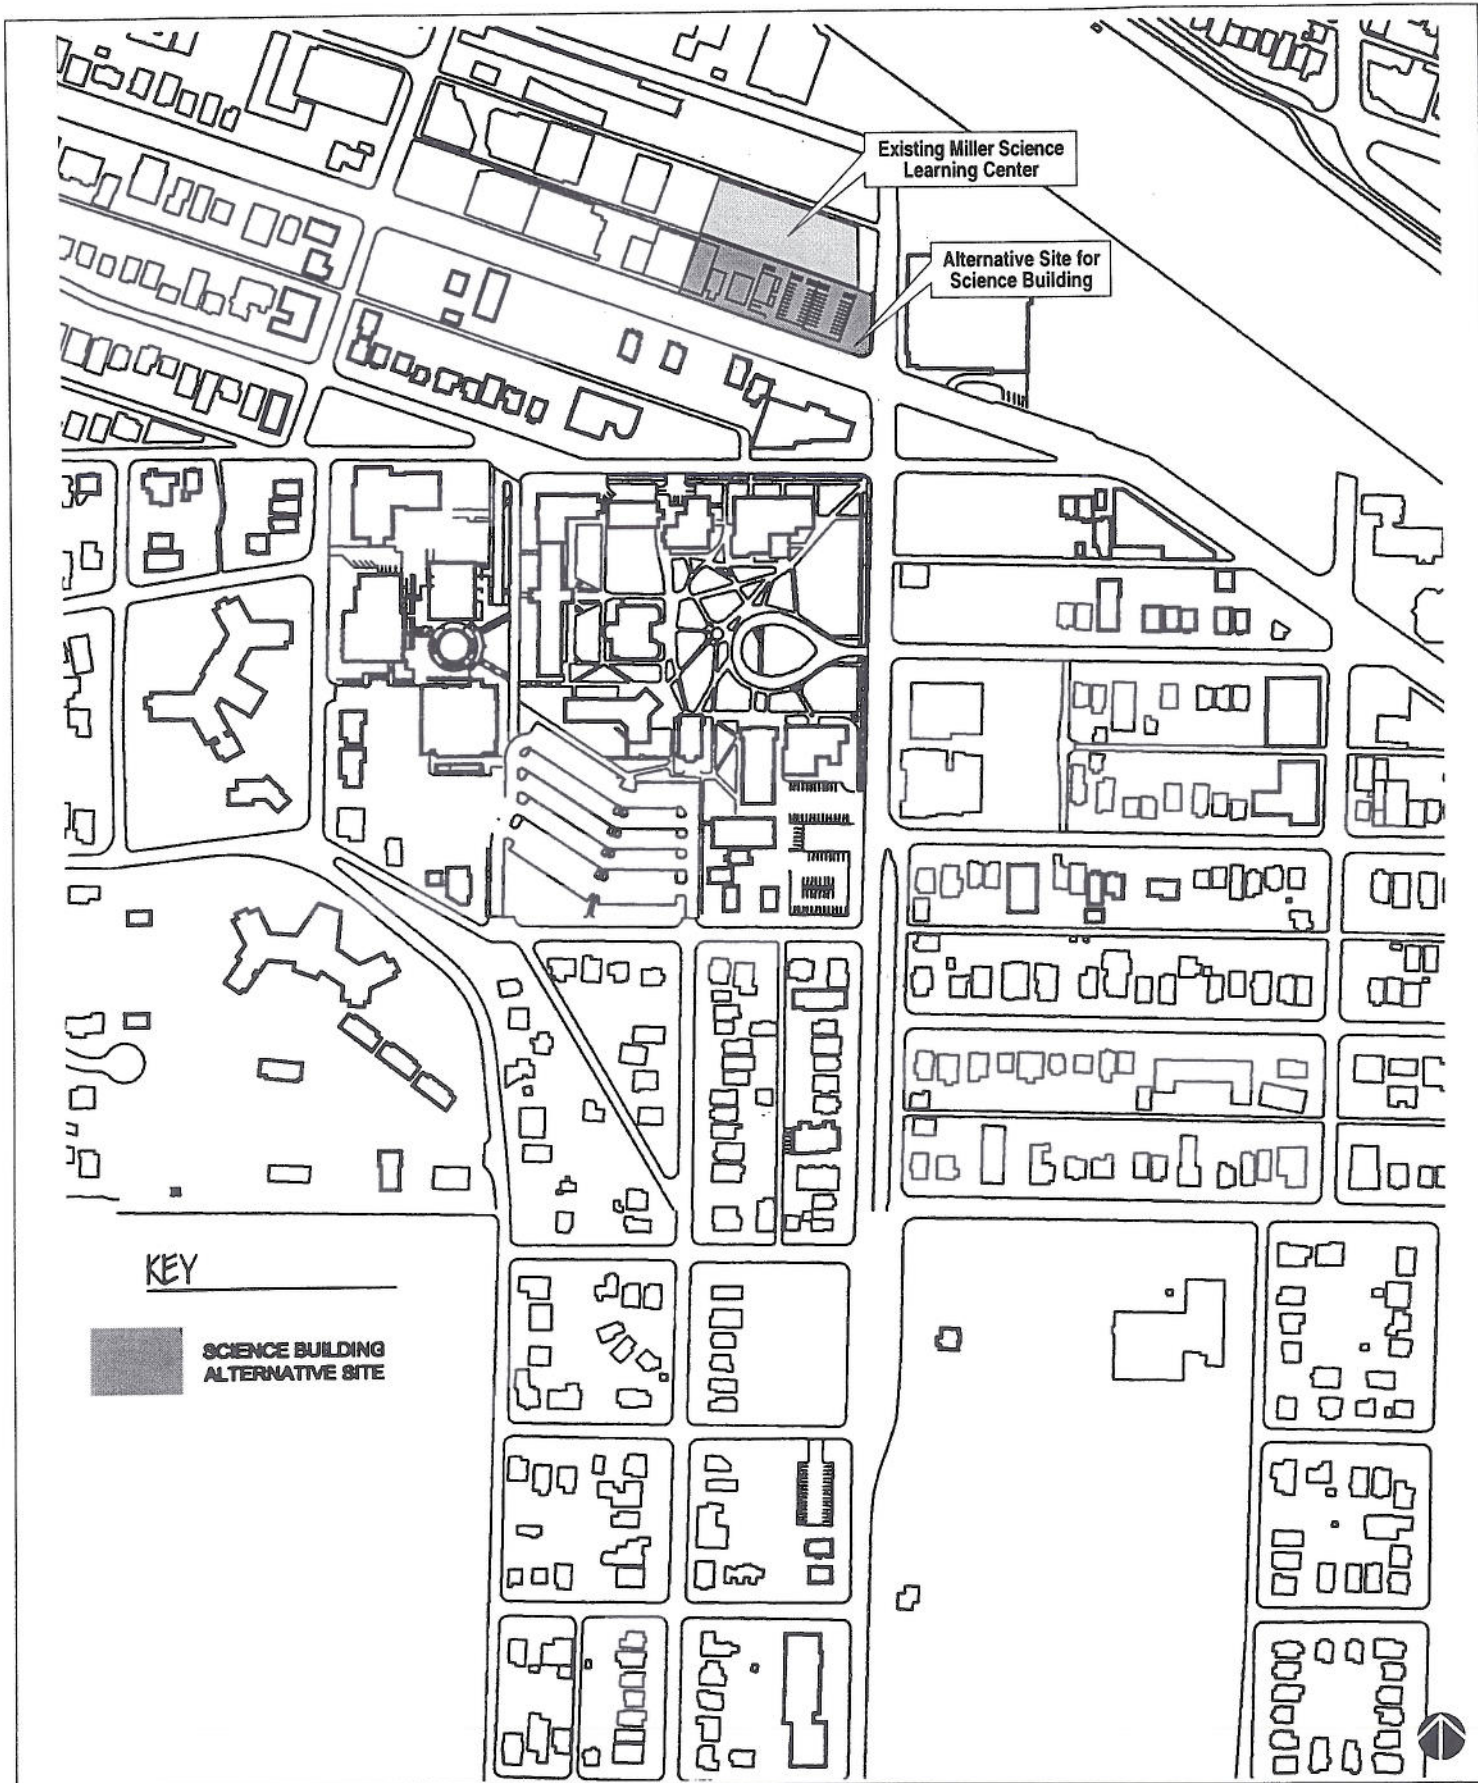 Existing Miller Science
Learning Center
Alternative Site for
Science Building
KEY
SCIENCE BUILDING
ALTERNATIVE SITE